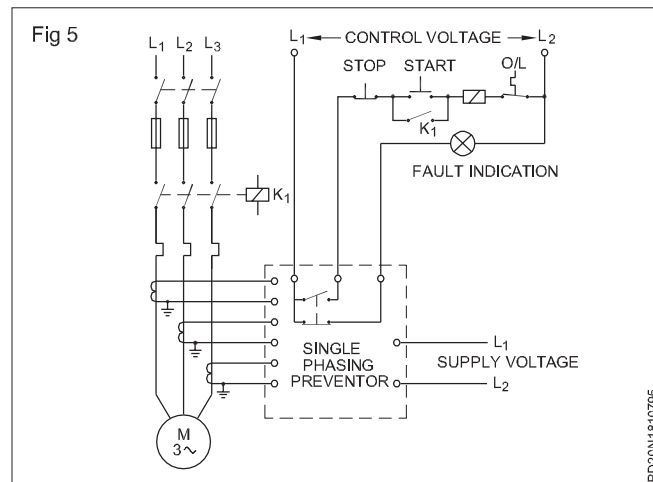 Fig 5
L1 L2 L3
L1 CONTROL VOLTAGE L2
STOP START O/L
K1
FAULT INDICATION
K1
SINGLE
PHASING
PREVENTOR
L1
SUPPLY VOLTAGE
L2
M
3~
RD20N1810795